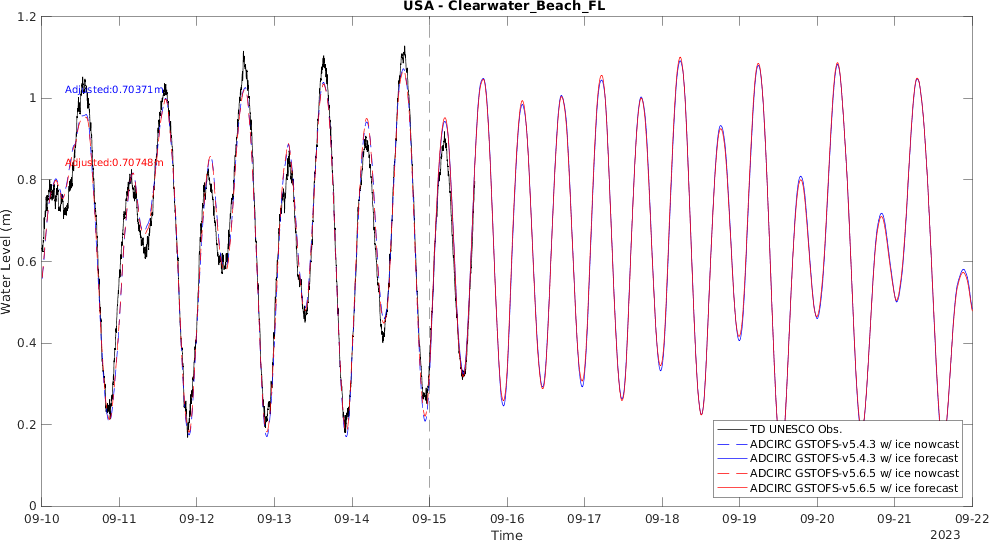 USA - Clearwater_Beach_FL
1.2
1
0.8
0.6
0.4
0.2
0
Water Level (m)
Adjusted:0.70371m
Adjusted:0.70748m
TD UNESCO Obs.
ADCIRC GSTOFS-v5.4.3 w/ ice nowcast
ADCIRC GSTOFS-v5.4.3 w/ ice forecast
ADCIRC GSTOFS-v5.6.5 w/ ice nowcast
ADCIRC GSTOFS-v5.6.5 w/ ice forecast
09-10 09-11 09-12 09-13 09-14 09-15 09-16 09-17 09-18 09-19 09-20 09-21 09-22
Time
2023